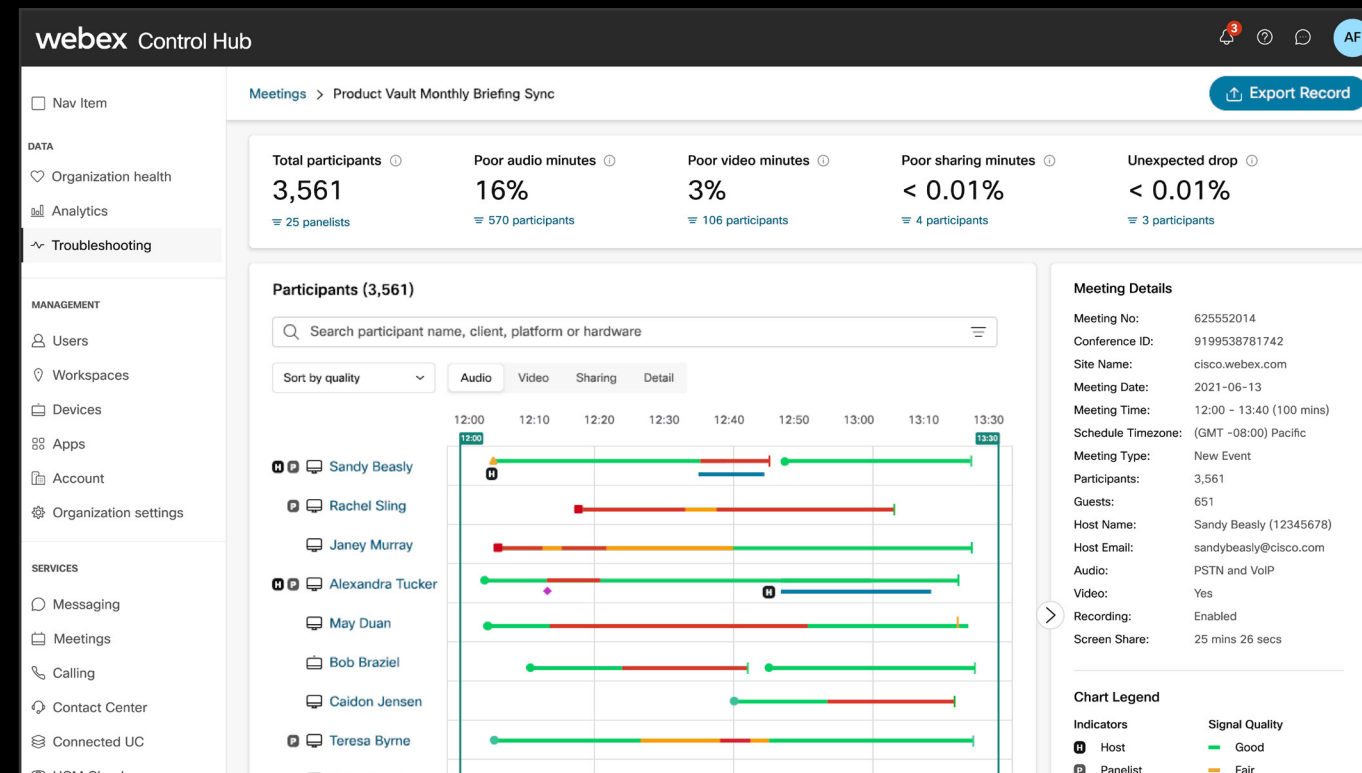 webex Control Hub
3
AF
Nav Item
DATA
Organization health
Analytics
Troubleshooting
MANAGEMENT
Users
Workspaces
Devices
Apps
Account
Organization settings
SERVICES
Messaging
Meetings
Calling
Contact Center
Connected UC
Meetings > Product Vault Monthly Briefing Sync
Export Record
Total participants
3,561
25 panelists
Poor audio minutes
16%
570 participants
Poor video minutes
3%
106 participants
Poor sharing minutes
< 0.01%
4 participants
Unexpected drop
< 0.01%
3 participants
Participants (3,561)
Search participant name, client, platform or hardware
Sort by quality
Audio Video Sharing Detail
12:00 12:10 12:20 12:30 12:40 12:50 13:00 13:10 13:30
12:00 13:30
H P Sandy Beasly
H
P Rachel Sling
Janey Murray
H P Alexandra Tucker
H
May Duan
Bob Braziel
Caidon Jensen
P Teresa Byrne
Meeting Details
Meeting No: 625552014
Conference ID: 9199538781742
Site Name: cisco.webex.com
Meeting Date: 2021-06-13
Meeting Time: 12:00 - 13:40 (100 mins)
Schedule Timezone: (GMT -08:00) Pacific
Meeting Type: New Event
Participants: 3,561
Guests: 651
Host Name: Sandy Beasly (12345678)
Host Email: sandybeasly@cisco.com
Audio: PSTN and VoIP
Video: Yes
Recording: Enabled
Screen Share: 25 mins 26 secs
Chart Legend
Indicators Signal Quality
H Host Good
P Panelist Fair